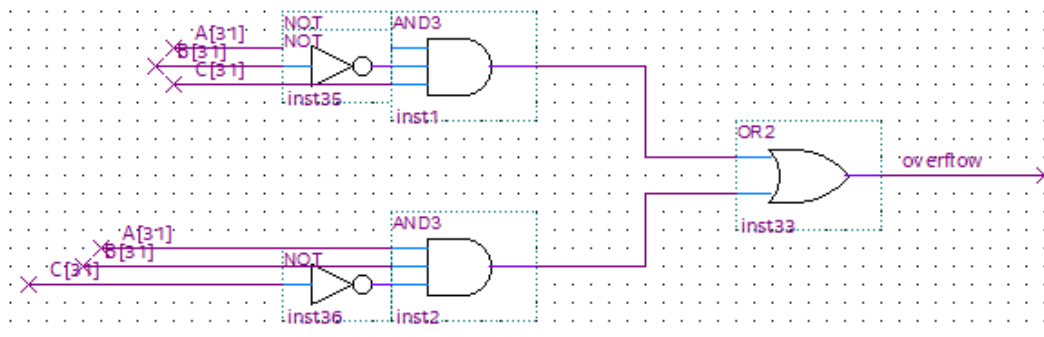 NOT
AND3
A[31]
NOT
B[31]
C[31]
inst35
inst1
OR2
overflow
inst33
AND3
A[31]
B[31]
C[31]
NOT
inst36
inst2